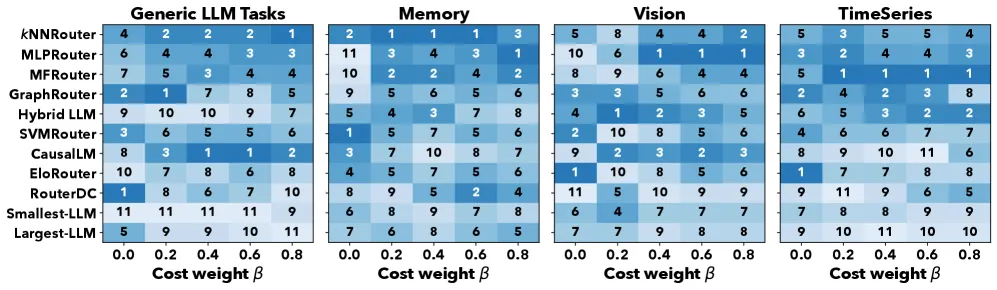 Generic LLM Tasks Memory Vision TimeSeries
kNNRouter 4 2 2 2 1 2 1 1 1 3 5 8 4 4 2 5 3 5 5 4
MLPRouter 6 4 4 3 3 11 3 4 3 1 10 6 1 1 1 3 2 4 4 3
MFRouter 7 5 3 4 4 10 2 2 4 2 8 9 6 4 4 5 1 1 1 1
GraphRouter 2 1 7 8 5 9 5 6 5 6 3 3 5 6 6 2 4 2 3 8
Hybrid LLM 9 10 10 9 7 5 4 3 7 8 4 1 2 3 5 6 5 3 2 2
SVMRouter 3 6 5 5 6 1 5 7 5 6 2 10 8 5 6 4 6 6 7 7
CausalLM 8 3 1 1 2 3 7 10 8 7 9 2 3 2 3 8 9 10 11 6
EloRouter 10 7 8 6 8 4 5 7 5 6 1 10 8 5 6 1 7 7 8 8
RouterDC 1 8 6 7 10 8 9 5 2 4 11 5 10 9 9 9 11 9 6 5
Smallest-LLM 11 11 11 11 9 6 8 9 7 8 6 4 7 7 7 7 8 8 9 9
Largest-LLM 5 9 9 10 11 7 6 8 6 5 7 7 9 8 8 9 10 11 10 10
0.0 0.2 0.4 0.6 0.8 0.0 0.2 0.4 0.6 0.8 0.0 0.2 0.4 0.6 0.8 0.0 0.2 0.4 0.6 0.8
Cost weight β Cost weight β Cost weight β Cost weight β